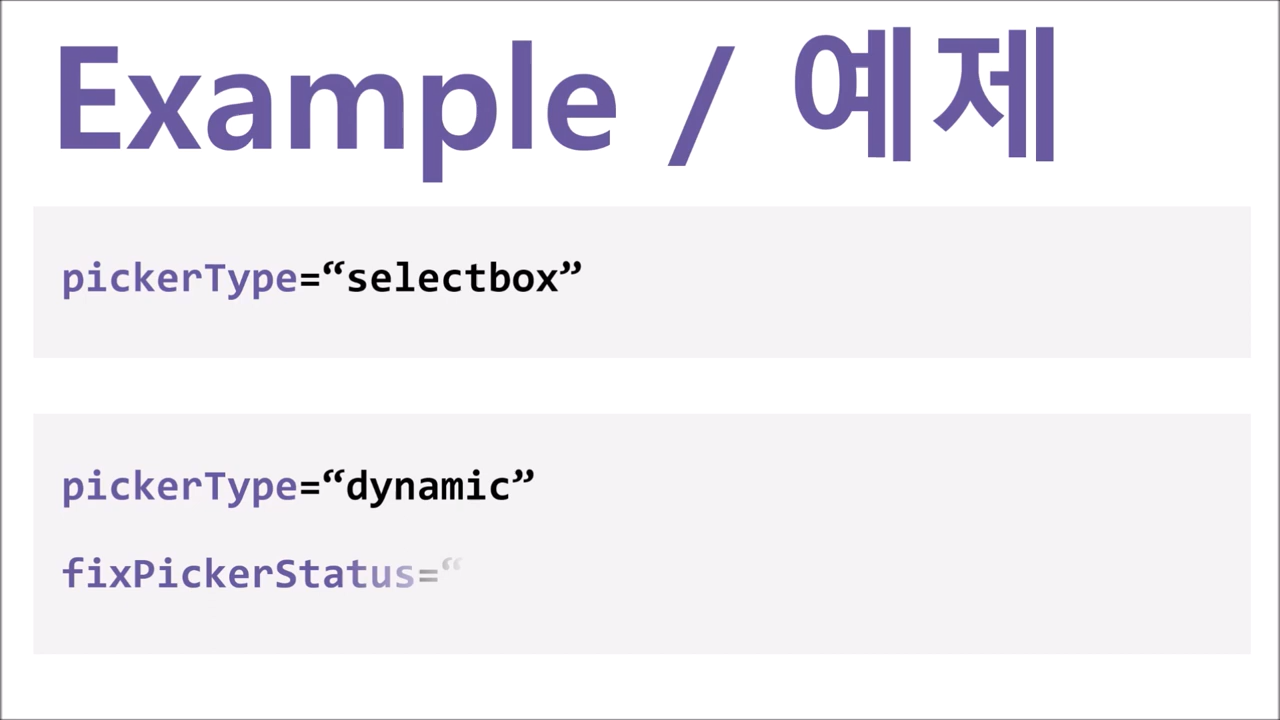 Example / 예제
pickerType=“selectbox”
pickerType=“dynamic”
fixPickerStatus=“